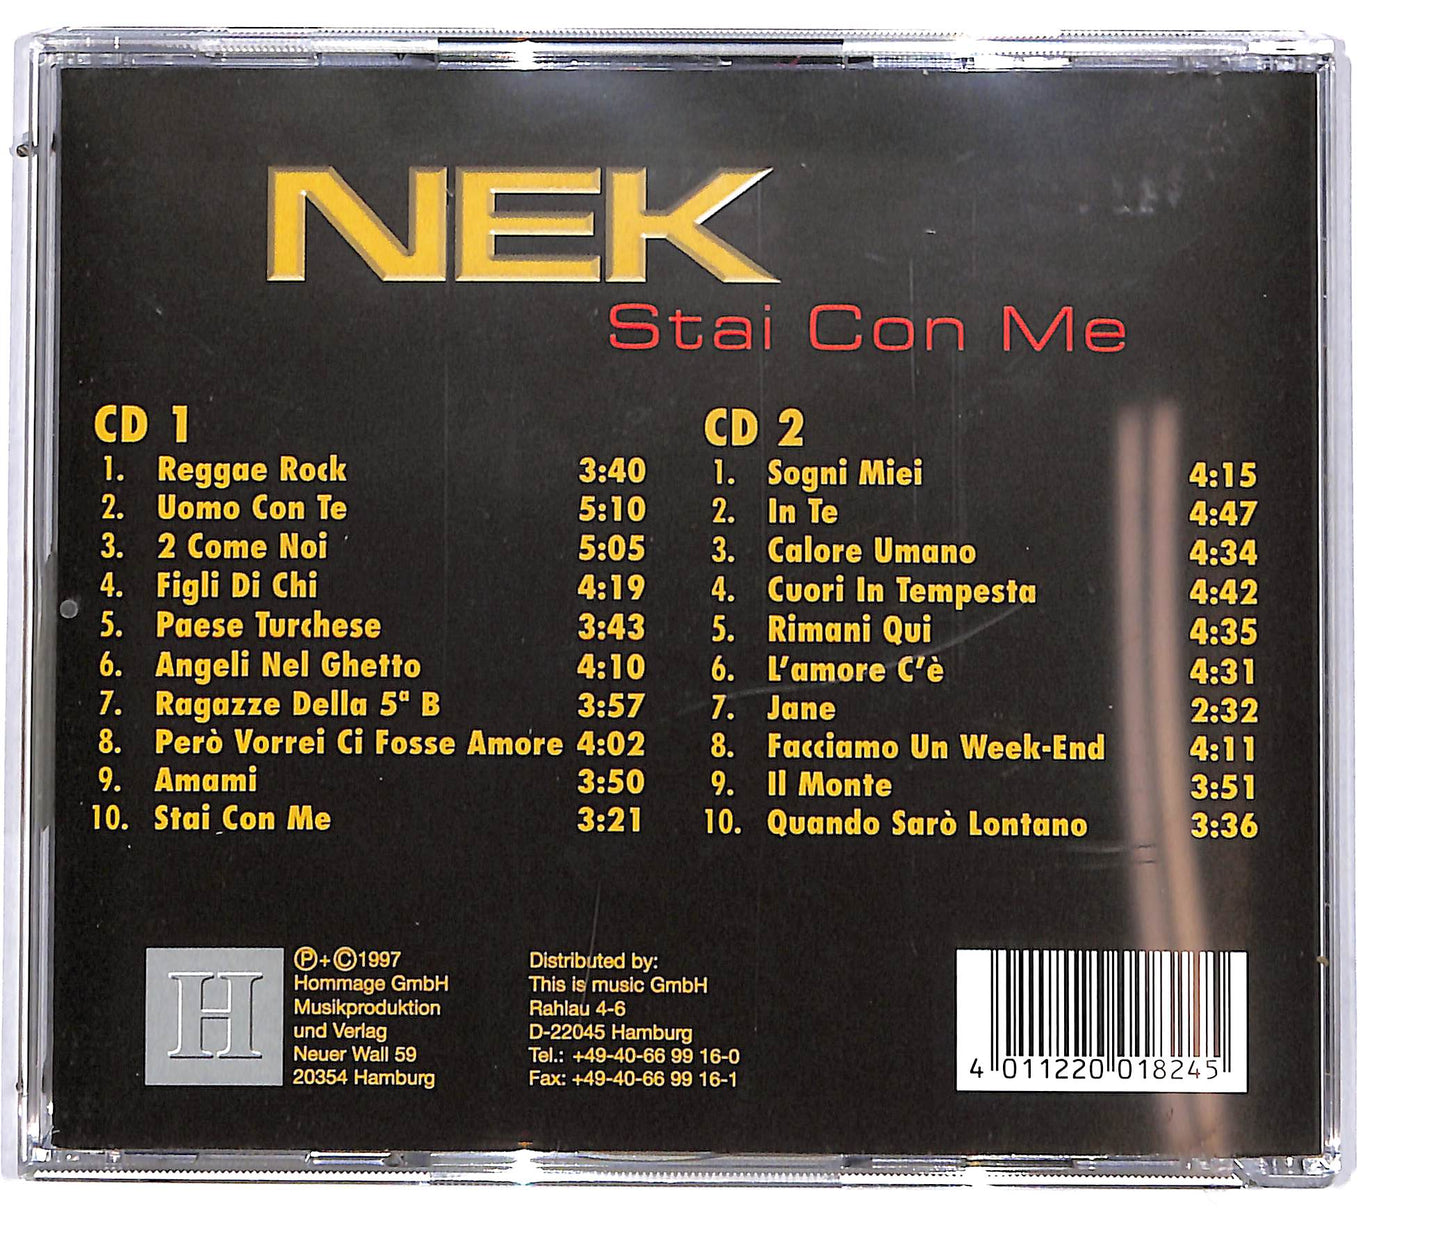 NEK
Stai Con Me
CD 1
1. Reggae Rock 3:40
2. Uomo Con Te 5:10
3. 2 Come Noi 5:05
4. Figli Di Chi 4:19
5. Paese Turchese 3:43
6. Angeli Nel Ghetto 4:10
7. Ragazze Della 5ª B 3:57
8. Però Vorrei Ci Fosse Amore 4:02
9. Amami 3:50
10. Stai Con Me 3:21
CD 2
1. Sogni Miei 4:15
2. In Te 4:47
3. Calore Umano 4:34
4. Cuori In Tempesta 4:42
5. Rimani Qui 4:35
6. L'amore C'è 4:31
7. Jane 2:32
8. Facciamo Un Week-End 4:11
9. Il Monte 3:51
10. Quando Sarò Lontano 3:36
H
℗+©1997
Hommage GmbH
Musikproduktion
und Verlag
Neuer Wall 59
20354 Hamburg
Distributed by:
This is music GmbH
Rahlau 4-6
D-22045 Hamburg
Tel.: +49-40-66 99 16-0
Fax: +49-40-66 99 16-1
4 011220 018245